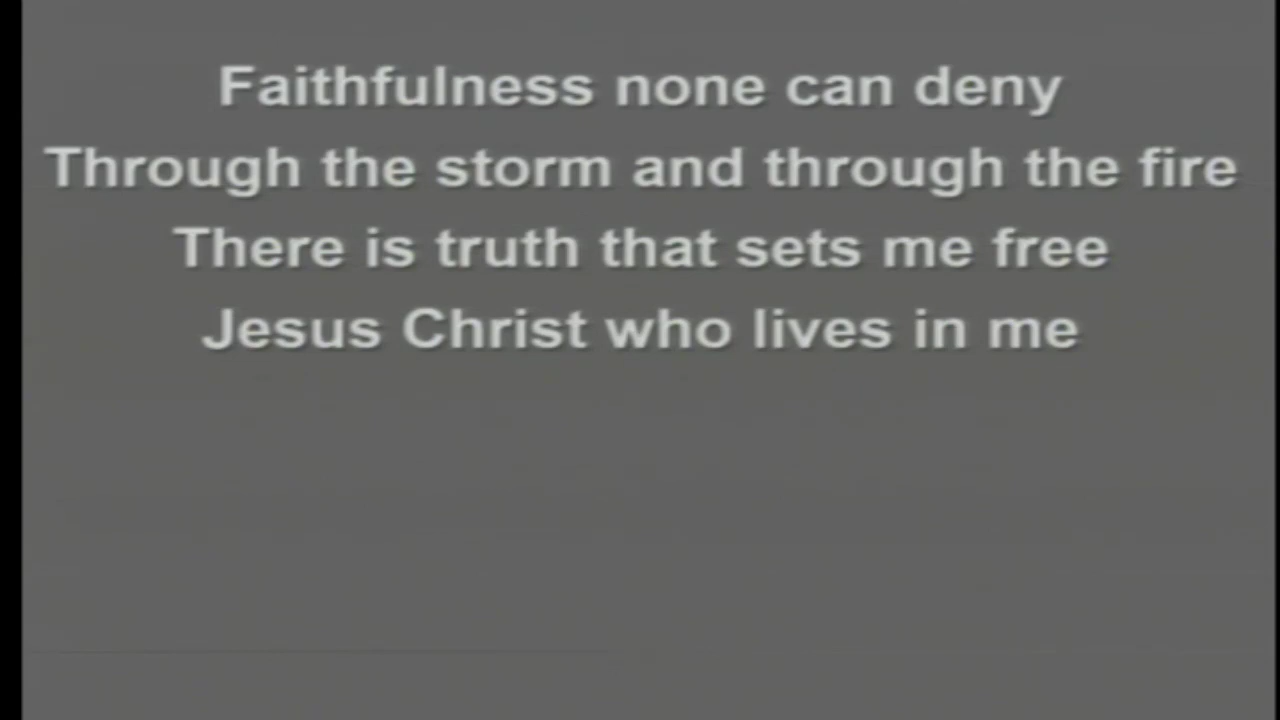 Faithfulness none can deny
Through the storm and through the fire
There is truth that sets me free
Jesus Christ who lives in me